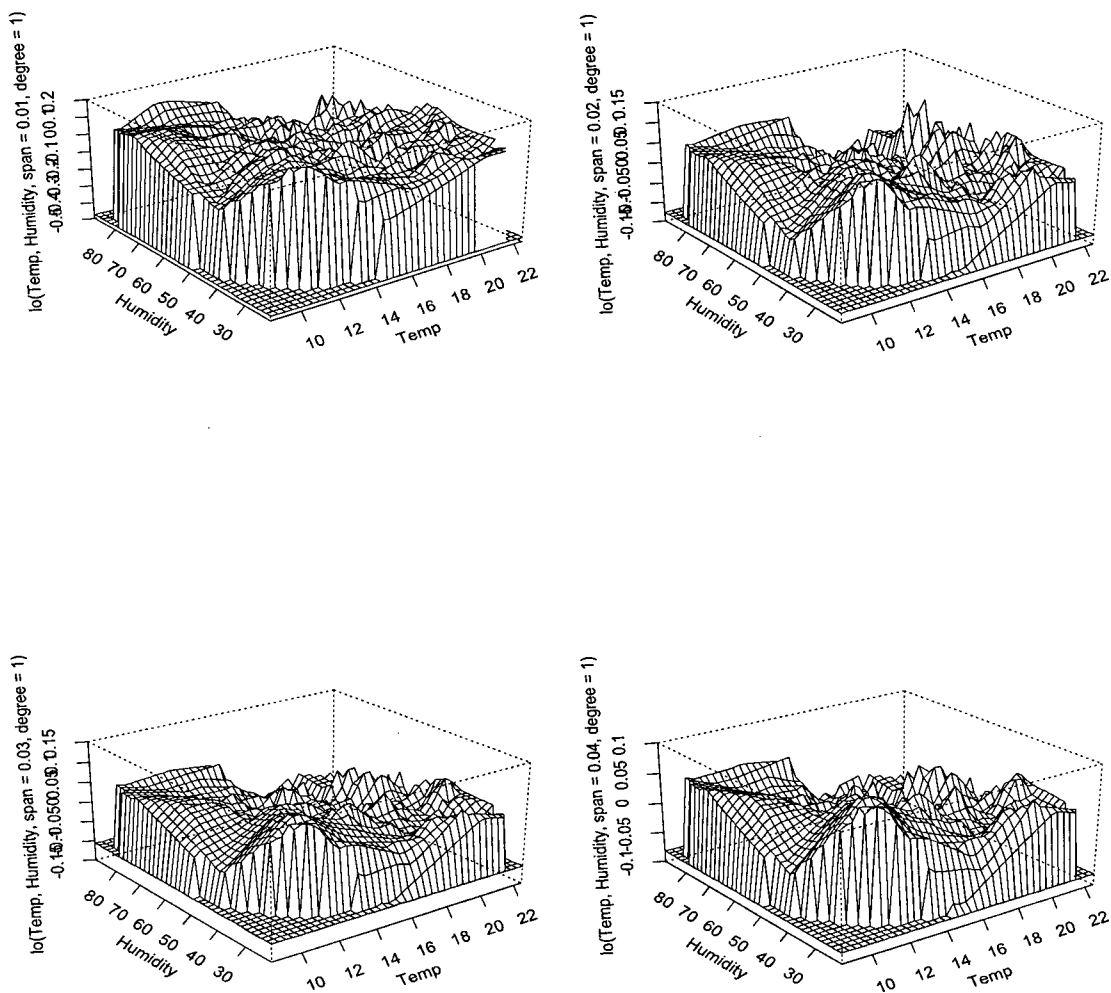 lo(Temp, Humidity, span = 0.01, degree = 1)
80 70 60 50 40 30
Humidity
10 12 14 16 18 20 22
Temp
lo(Temp, Humidity, span = 0.02, degree = 1)
80 70 60 50 40 30
Humidity
10 12 14 16 18 20 22
Temp
lo(Temp, Humidity, span = 0.03, degree = 1)
80 70 60 50 40 30
Humidity
10 12 14 16 18 20 22
Temp
lo(Temp, Humidity, span = 0.04, degree = 1)
-0.1 -0.05 0 0.05 0.1
80 70 60 50 40 30
Humidity
10 12 14 16 18 20 22
Temp